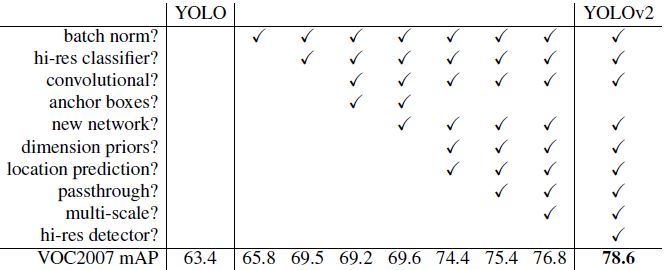 YOLO YOLOv2
batch norm? ✓ ✓ ✓ ✓ ✓ ✓ ✓ ✓
hi-res classifier? ✓ ✓ ✓ ✓ ✓ ✓ ✓
convolutional? ✓ ✓ ✓ ✓ ✓ ✓
anchor boxes? ✓ ✓
new network? ✓ ✓ ✓ ✓ ✓
dimension priors? ✓ ✓ ✓ ✓
location prediction? ✓ ✓ ✓ ✓
passthrough? ✓ ✓ ✓
multi-scale? ✓ ✓
hi-res detector? ✓
VOC2007 mAP 63.4 65.8 69.5 69.2 69.6 74.4 75.4 76.8 78.6